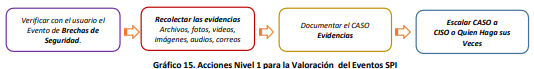 Verificar con el usuario el
Evento de Brechas de
Seguridad.
Recolectar las evidencias
Archivos, fotos, videos,
imágenes, audios, correos
Documentar el CASO
Evidencias
Escalar CASO a
CISO o Quien Haga sus
Veces
Gráfico 15. Acciones Nivel 1 para la Valoración del Eventos SPI